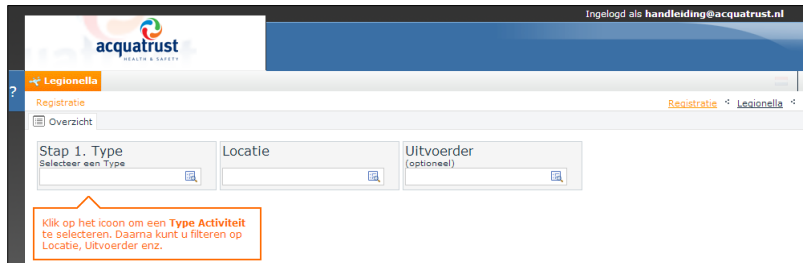 Ingelogd als handleiding@acquatrust.nl
acquatrust
HEALTH & SAFETY
Legionella
?
Registratie
Registratie < Legionella <
Overzicht
Stap 1. Type
Selecteer een Type
Locatie
Uitvoerder
(optioneel)
Klik op het icoon om een Type Activiteit
te selecteren. Daarna kunt u filteren op
Locatie, Uitvoerder enz.